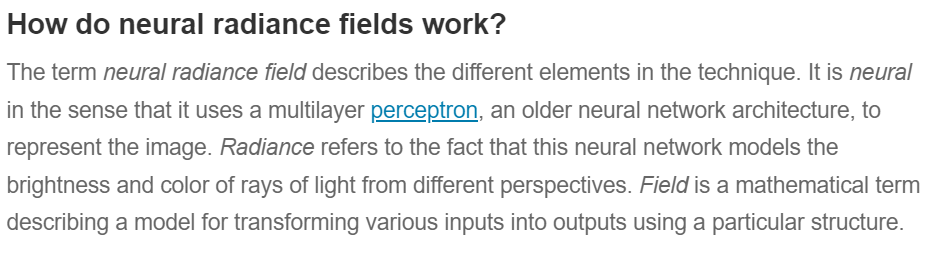 How do neural radiance fields work?
The term neural radiance field describes the different elements in the technique. It is neural
in the sense that it uses a multilayer perceptron, an older neural network architecture, to
represent the image. Radiance refers to the fact that this neural network models the
brightness and color of rays of light from different perspectives. Field is a mathematical term
describing a model for transforming various inputs into outputs using a particular structure.